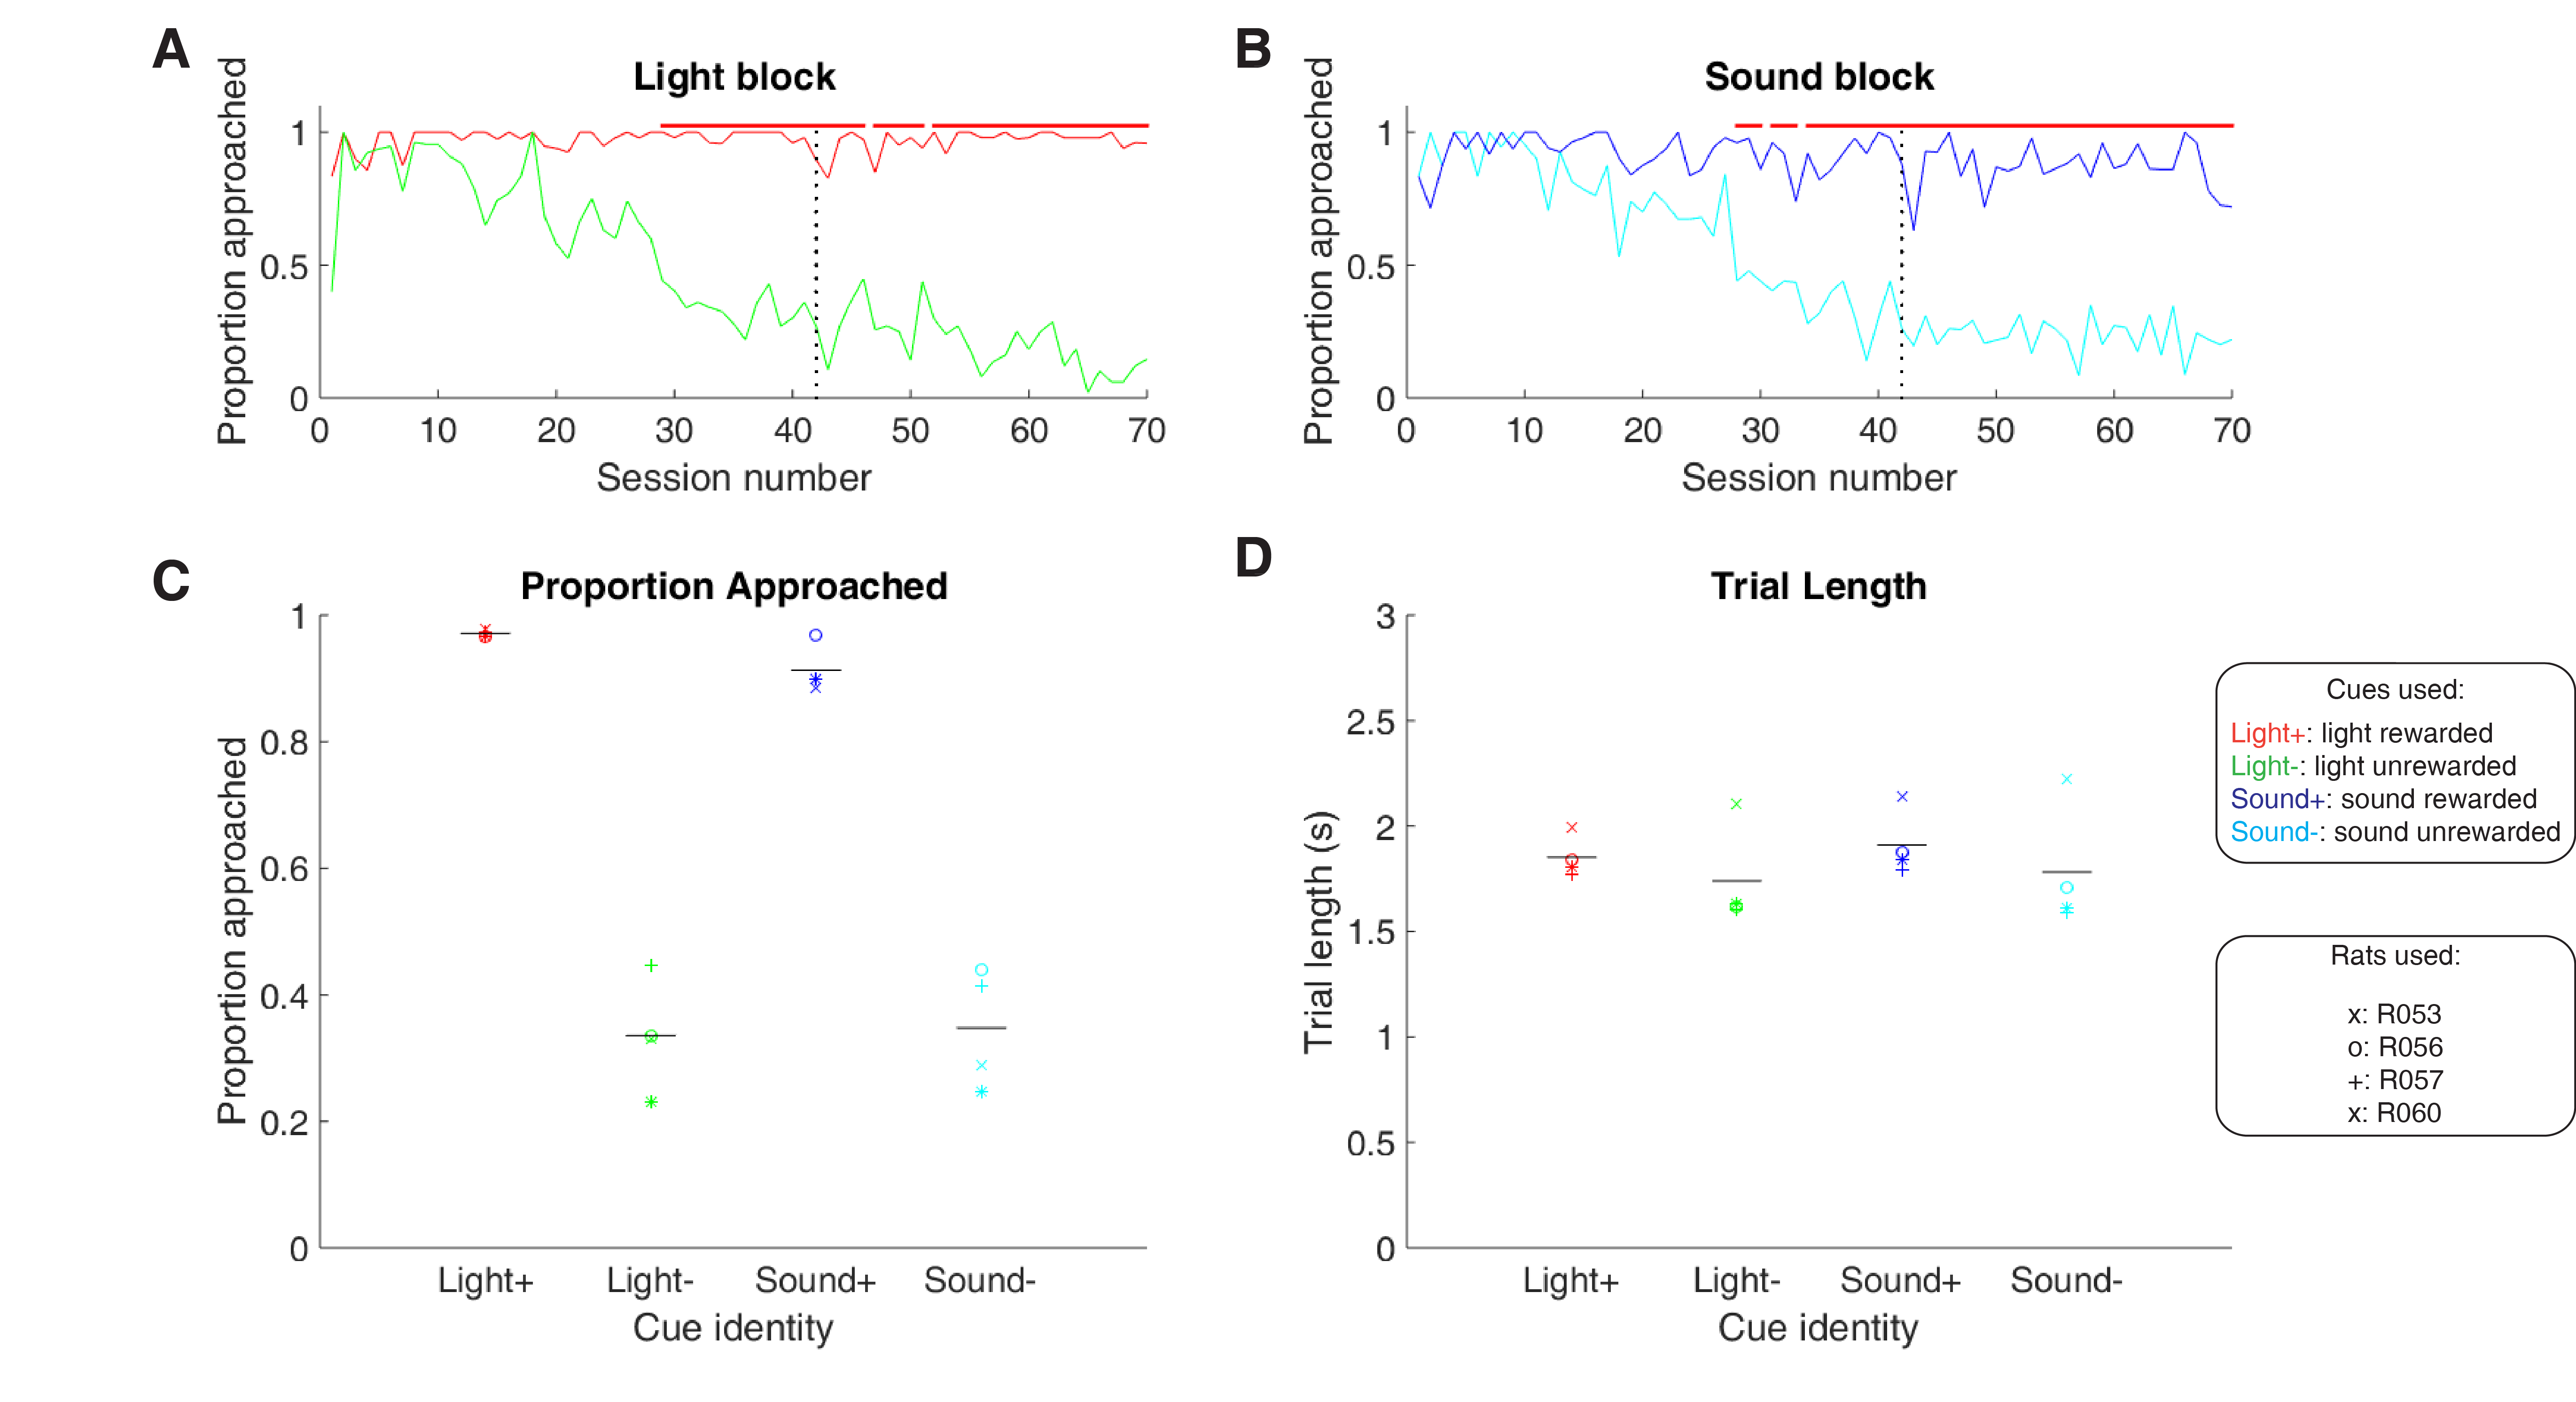 A
Light block
Proportion approached
1
0.5
0
0 10 20 30 40 50 60 70
Session number
B
Sound block
Proportion approached
1
0.5
0
0 10 20 30 40 50 60 70
Session number
C
Proportion Approached
Proportion approached
1
0.8
0.6
0.4
0.2
0
Light+ Light- Sound+ Sound-
Cue identity
D
Trial Length
Trial length (s)
3
2.5
2
1.5
1
0.5
0
Light+ Light- Sound+ Sound-
Cue identity
Cues used:
Light+: light rewarded
Light-: light unrewarded
Sound+: sound rewarded
Sound-: sound unrewarded
Rats used:
x: R053
o: R056
+: R057
x: R060